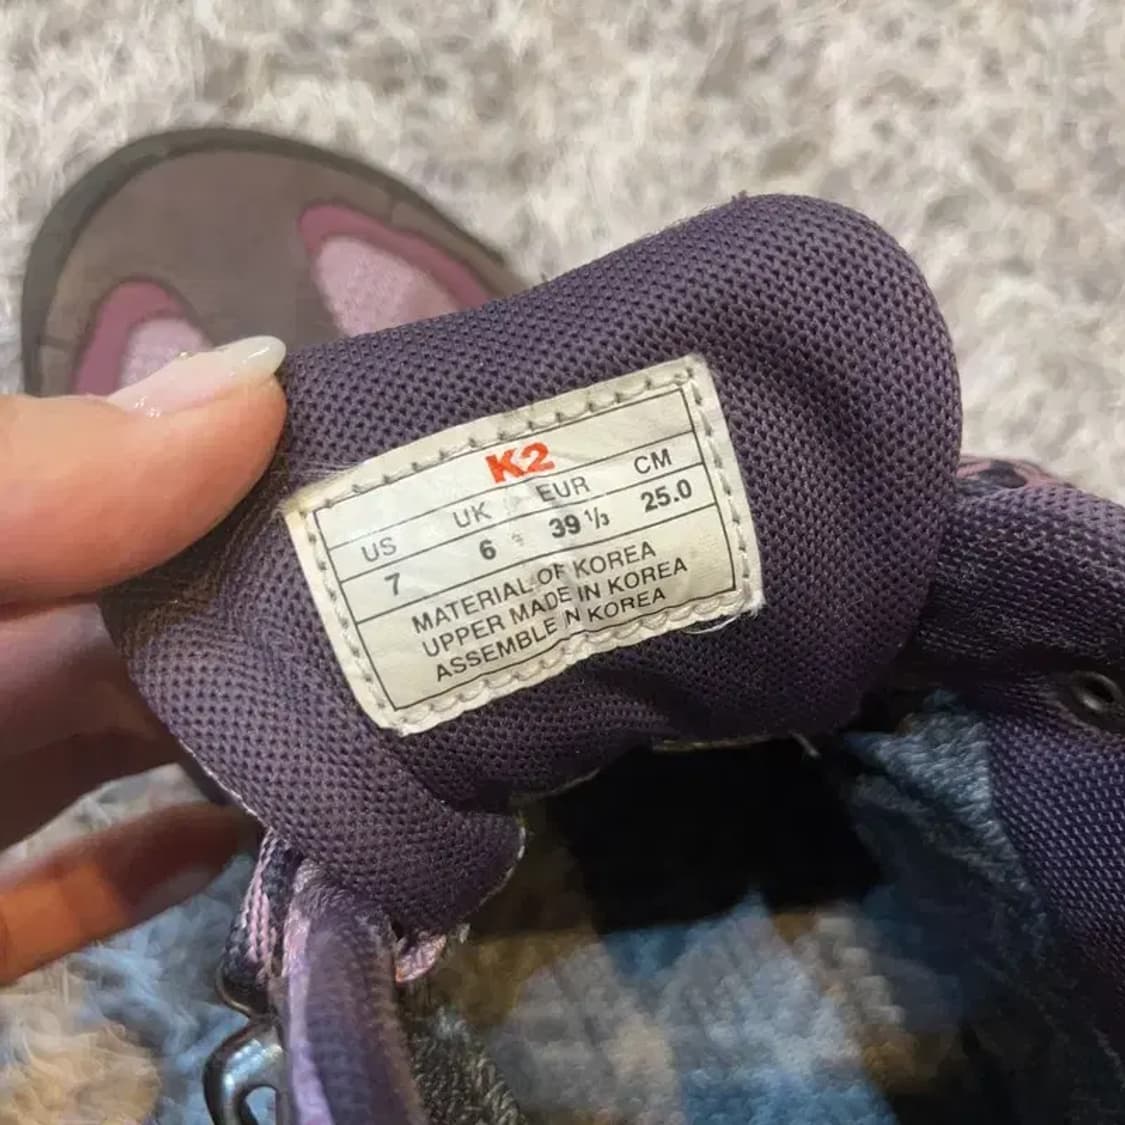 K2
US UK EUR CM
7 6 39 1/3 25.0
MATERIAL OF KOREA
UPPER MADE IN KOREA
ASSEMBLE IN KOREA